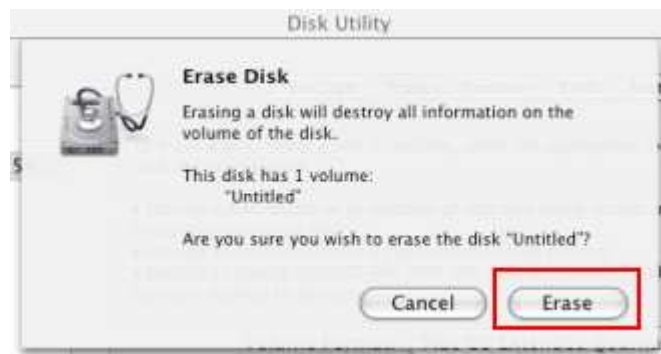 Disk Utility
Erase Disk
Erasing a disk will destroy all information on the
volume of the disk.
This disk has 1 volume:
"Untitled"
Are you sure you wish to erase the disk "Untitled"?
Cancel
Erase